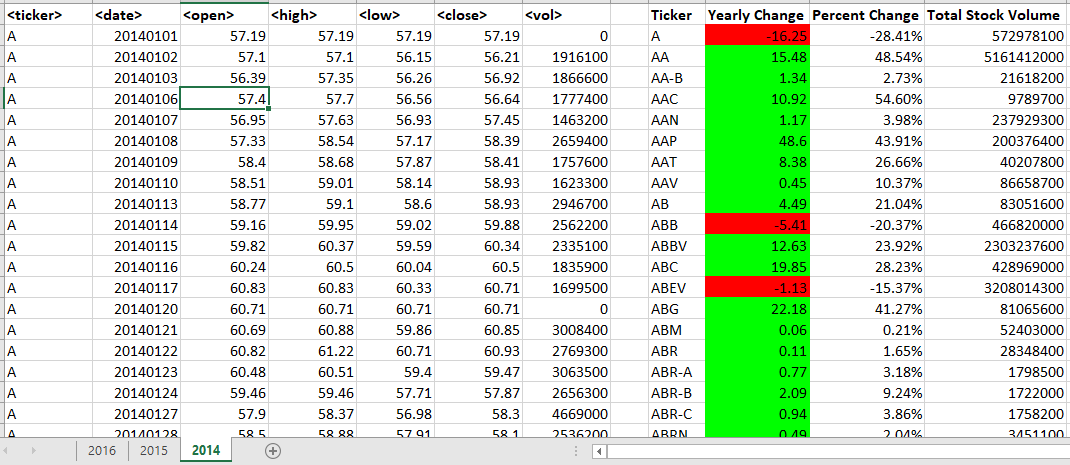 <ticker> <date> <open> <high> <low> <close> <vol> Ticker Yearly Change Percent Change Total Stock Volume
A 20140101 57.19 57.19 57.19 57.19 0 A -16.25 -28.41% 572978100
A 20140102 57.1 57.1 56.15 56.21 1916100 AA 15.48 48.54% 5161412000
A 20140103 56.39 57.35 56.26 56.92 1866600 AA-B 1.34 2.73% 21618200
A 20140106 57.4 57.7 56.56 56.64 1777400 AAC 10.92 54.60% 9789700
A 20140107 56.95 57.63 56.93 57.45 1463200 AAN 1.17 3.98% 237929300
A 20140108 57.33 58.54 57.17 58.39 2659400 AAP 48.6 43.91% 200376400
A 20140109 58.4 58.68 57.87 58.41 1757600 AAT 8.38 26.66% 40207800
A 20140110 58.51 59.01 58.14 58.93 1623300 AAV 0.45 10.37% 86658700
A 20140113 58.77 59.1 58.6 58.93 2946700 AB 4.49 21.04% 83051600
A 20140114 59.16 59.95 59.02 59.88 2562200 ABB -5.41 -20.37% 466820000
A 20140115 59.82 60.37 59.59 60.34 2335100 ABBV 12.63 23.92% 2303237600
A 20140116 60.24 60.5 60.04 60.5 1835900 ABC 19.85 28.23% 428969000
A 20140117 60.83 60.83 60.33 60.71 1699500 ABEV -1.13 -15.37% 3208014300
A 20140120 60.71 60.71 60.71 60.71 0 ABG 22.18 41.27% 81065600
A 20140121 60.69 60.88 59.86 60.85 3008400 ABM 0.06 0.21% 52403000
A 20140122 60.82 61.22 60.71 60.93 2769300 ABR 0.11 1.65% 28348400
A 20140123 60.48 60.51 59.4 59.47 3063500 ABR-A 0.77 3.18% 1798500
A 20140124 59.46 59.46 57.71 57.87 2656300 ABR-B 2.09 9.24% 1722000
A 20140127 57.9 58.37 56.98 58.3 4669000 ABR-C 0.94 3.86% 1758200
A 20140128 58.5 58.88 57.91 58.1 2536200 ABRN 0.49 2.04% 3451100
2016 2015 2014